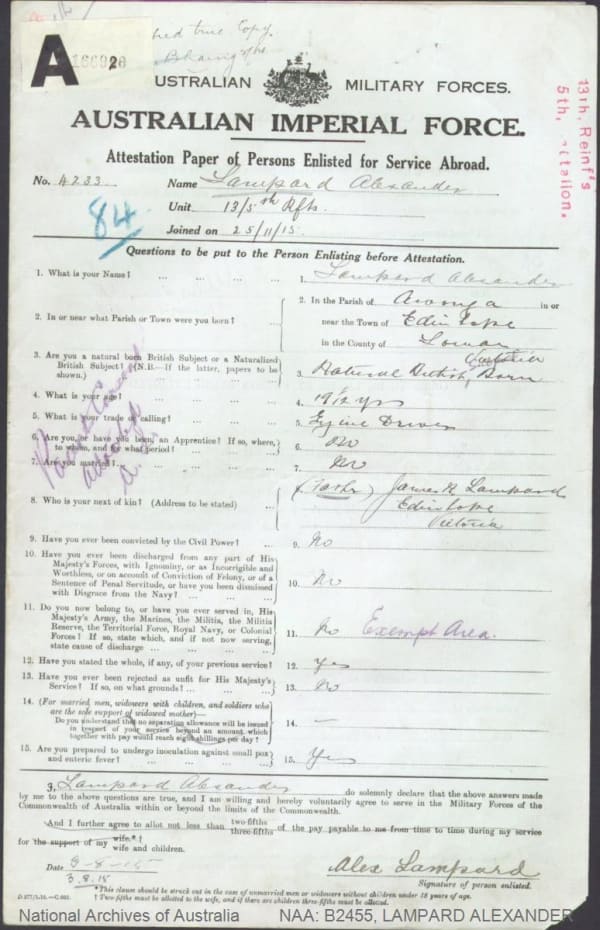 true Copy
A 16692
AUSTRALIAN MILITARY FORCES.
AUSTRALIAN IMPERIAL FORCE.
13th, Reinf's
5th,
Attestation Paper of Persons Enlisted for Service Abroad.
No. 4233 Name Lampard Alexander
84
Unit 13/5th Rfts
Joined on 25/11/15
Questions to be put to the Person Enlisting before Attestation.
1. What is your Name? ... 1. Lampard Alexander
2. In or near what Parish or Town were you born? ... 2. In the Parish of Awonga in or
near the Town of Edenhope
in the County of Lowan
Victoria
3. Are you a natural born British Subject or a Naturalized
British Subject? (N.B.—If the latter, papers to be
shown.) 3. Natural British Born
4. What is your age? ... 4. 19 /12 yrs
5. What is your trade or calling? ... 5. Engine Driver
6. Are you, or have you been, an Apprentice? If so, where,
to whom, and for what period? ... 6. No
7. Are you married? ... 7. No
Parents Consent
attached
8. Who is your next of kin? (Address to be stated) ... 8. (Father) James R Lampard
Edenhope
Victoria
9. Have you ever been convicted by the Civil Power? ... 9. No
10. Have you ever been discharged from any part of His
Majesty's Forces, with Ignominy, or as Incorrigible and
Worthless, or on account of Conviction of Felony, or of a
Sentence of Penal Servitude, or have you been dismissed
with Disgrace from the Navy? ... 10. No
11. Do you now belong to, or have you ever served in, His
Majesty's Army, the Marines, the Militia, the Militia
Reserve, the Territorial Force, Royal Navy, or Colonial
Forces? If so, state which, and if not now serving,
state cause of discharge ... 11. No Exempt Area.
12. Have you stated the whole, if any, of your previous service? 12. Yes
13. Have you ever been rejected as unfit for His Majesty's
Service? If so, on what grounds? ... 13. No
14. (For married men, widowers with children, and soldiers who
are the sole support of widowed mother)—
Do you understand that no separation allowance will be issued
in respect of your service beyond an amount which
together with pay would reach eight shillings per day? 14. —
15. Are you prepared to undergo inoculation against small pox
and enteric fever? ... 15. Yes
I, Lampard Alexander do solemnly declare that the above answers made
by me to the above questions are true, and I am willing and hereby voluntarily agree to serve in the Military Forces of the
Commonwealth of Australia within or beyond the limits of the Commonwealth.
And I further agree to allot not less than two-fifths three-fifths of the pay payable to me from time to time during my service
for the support of my wife.*† wife and children.
Date 9-8-15
3.8.15
Alex Lampard
Signature of person enlisted.
*This clause should be struck out in the case of unmarried men or widowers without children under 18 years of age.
† Two-fifths must be allotted to the wife, and if there are children three-fifths must be allotted.
National Archives of Australia NAA: B2455, LAMPARD ALEXANDER